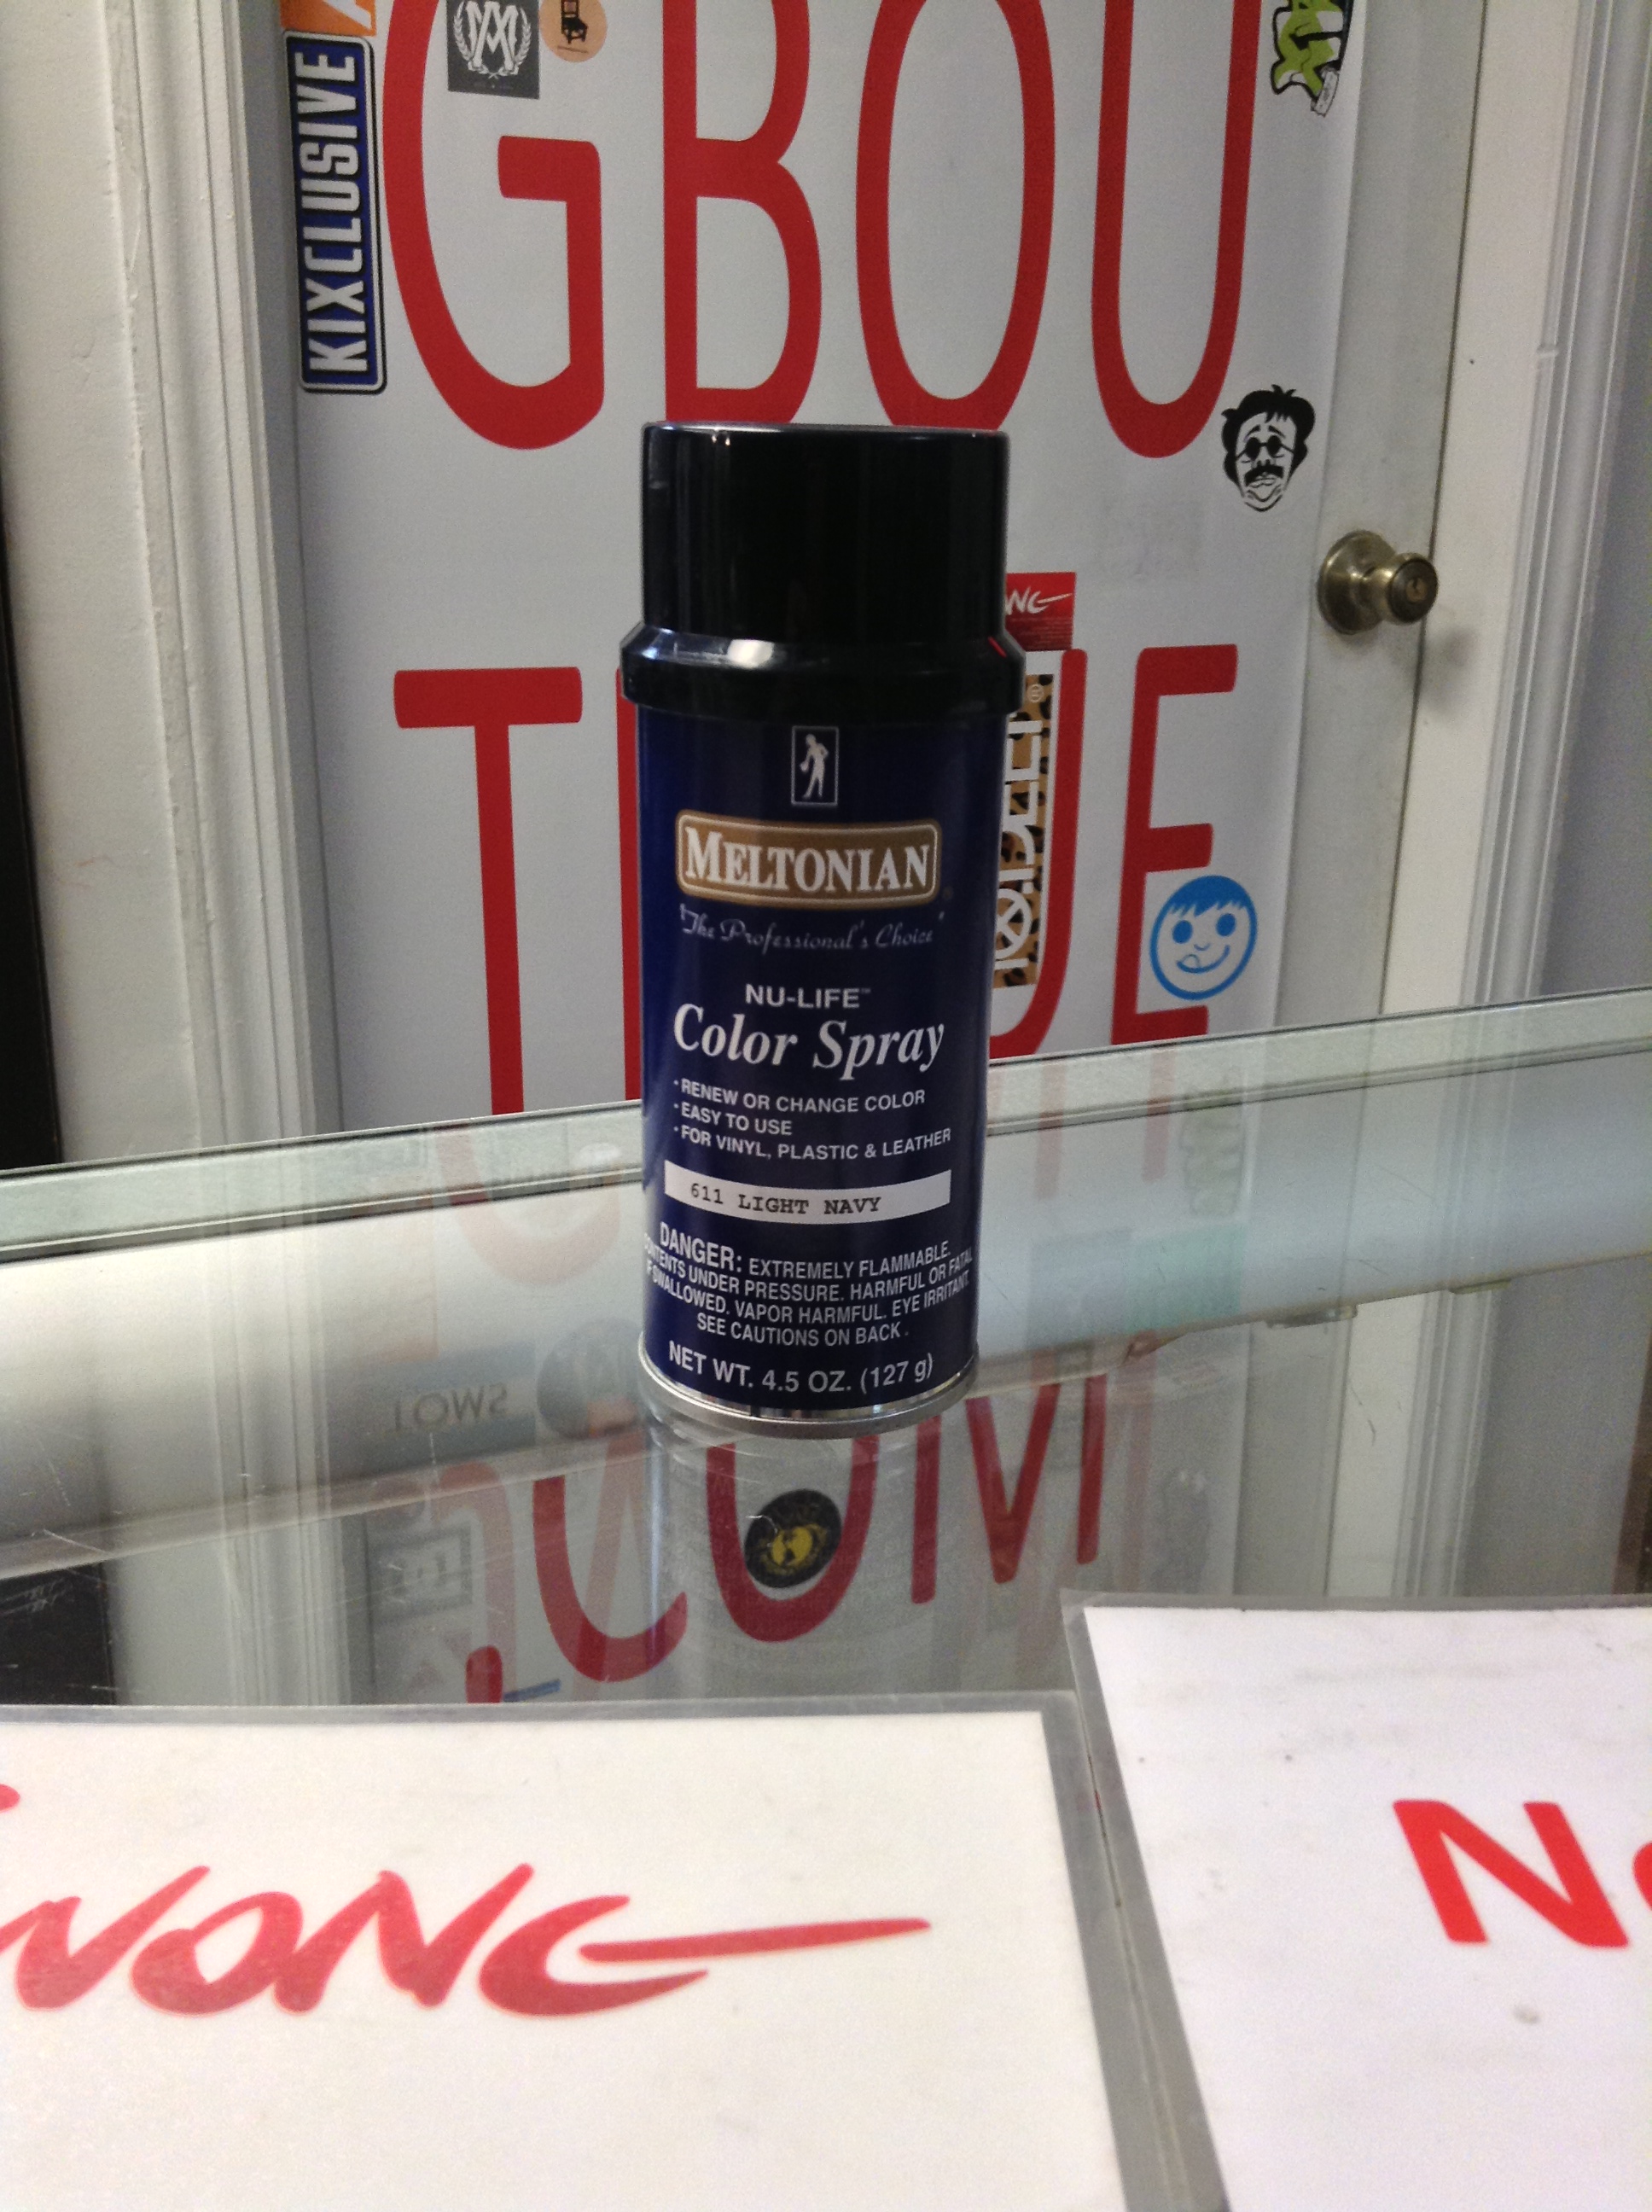 KIXCLUSIVE
GBOU
WG
MELTONIAN
"The Professional's Choice"
NU-LIFE™
Color Spray
• RENEW OR CHANGE COLOR
• EASY TO USE
• FOR VINYL, PLASTIC & LEATHER
611 LIGHT NAVY
DANGER: EXTREMELY FLAMMABLE.
CONTENTS UNDER PRESSURE. HARMFUL OR FATAL
IF SWALLOWED. VAPOR HARMFUL. EYE IRRITANT.
SEE CAUTIONS ON BACK.
NET WT. 4.5 OZ. (127 g)